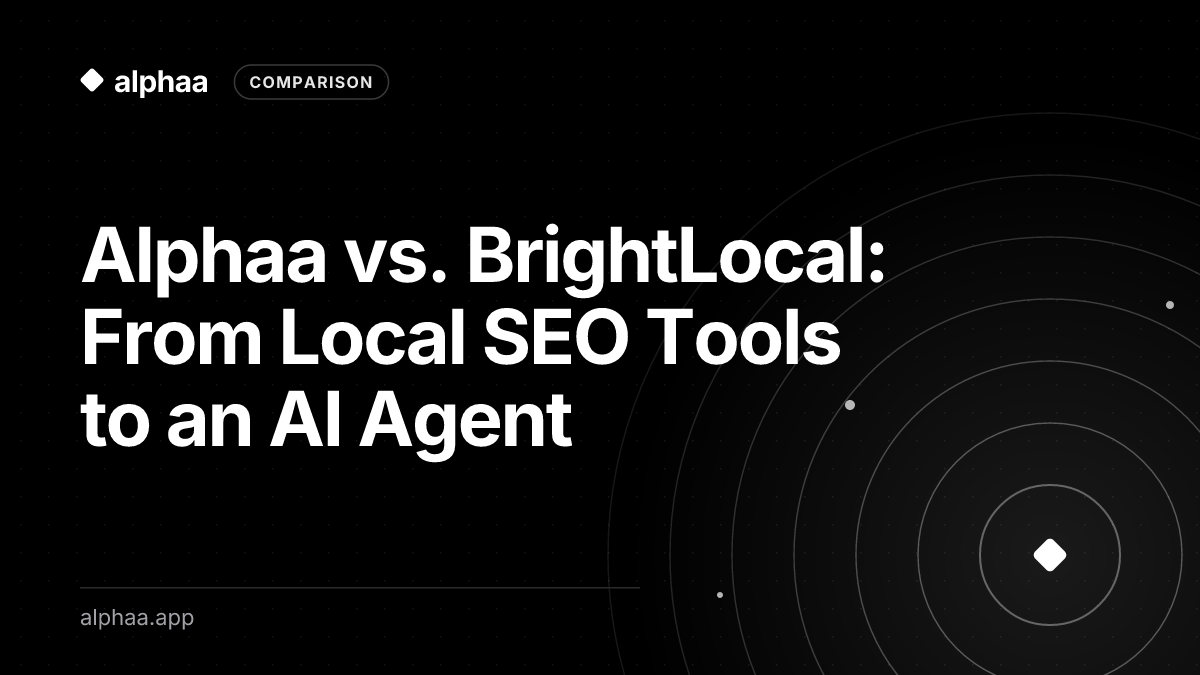 alphaa
COMPARISON
Alphaa vs. BrightLocal:
From Local SEO Tools
to an AI Agent
alphaa.app